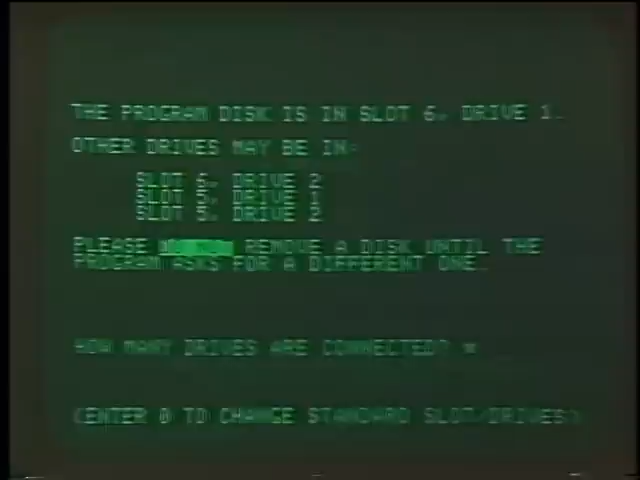 THE PROGRAM DISK IS IN SLOT 6, DRIVE 1.
OTHER DRIVES MAY BE IN:
SLOT 6, DRIVE 2
SLOT 5, DRIVE 1
SLOT 5, DRIVE 2
PLEASE REMOVE A DISK UNTIL THE
PROGRAM ASKS FOR A DIFFERENT ONE.
HOW MANY DRIVES ARE CONNECTED?
(ENTER 0 TO CHANGE STANDARD SLOT/DRIVES)